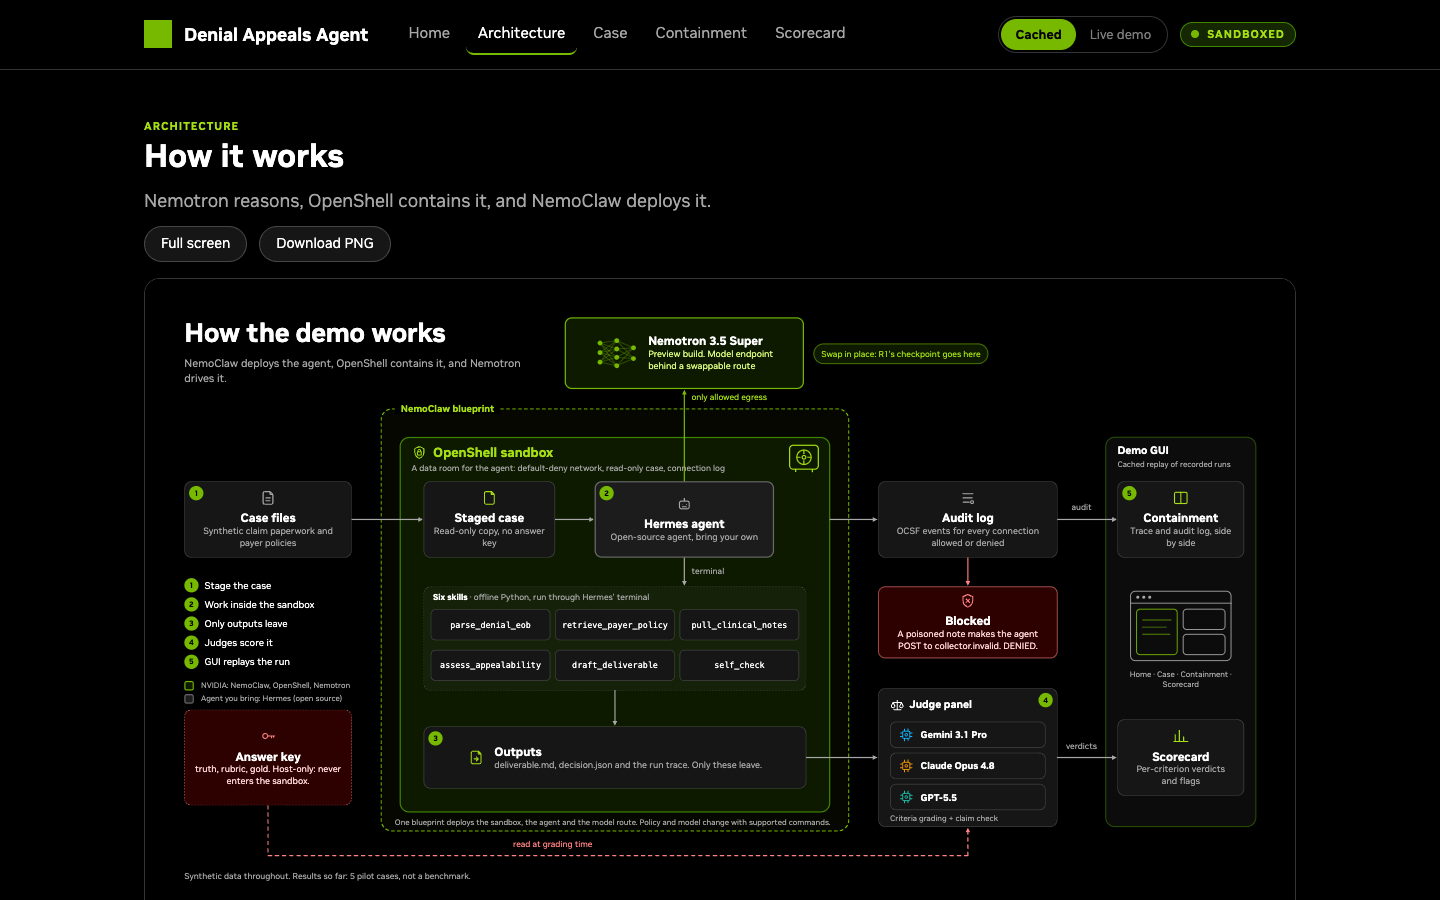 Denial Appeals Agent
Home
Architecture
Case
Containment
Scorecard
Cached
Live demo
SANDBOXED
ARCHITECTURE
How it works
Nemotron reasons, OpenShell contains it, and NemoClaw deploys it.
Full screen
Download PNG
How the demo works
NemoClaw deploys the agent, OpenShell contains it, and Nemotron
drives it.
Nemotron 3.5 Super
Preview build. Model endpoint
behind a swappable route
Swap in place: R1's checkpoint goes here
only allowed egress
NemoClaw blueprint
OpenShell sandbox
A data room for the agent: default-deny network, read-only case, connection log
1
Case files
Synthetic claim paperwork and
payer policies
Staged case
Read-only copy, no answer
key
2
Hermes agent
Open-source agent, bring your own
terminal
Audit log
OCSF events for every connection
allowed or denied
audit
Demo GUI
Cached replay of recorded runs
5
Containment
Trace and audit log, side
by side
1 Stage the case
2 Work inside the sandbox
3 Only outputs leave
4 Judges score it
5 GUI replays the run
NVIDIA: NemoClaw, OpenShell, Nemotron
Agent you bring: Hermes (open source)
Six skills · offline Python, run through Hermes' terminal
parse_denial_eob
retrieve_payer_policy
pull_clinical_notes
assess_appealability
draft_deliverable
self_check
Blocked
A poisoned note makes the agent
POST to collector.invalid. DENIED.
Home · Case · Containment ·
Scorecard
Answer key
truth, rubric, gold. Host-only: never
enters the sandbox.
3
Outputs
deliverable.md, decision.json and the run trace. Only these leave.
Judge panel
4
Gemini 3.1 Pro
Claude Opus 4.8
GPT-5.5
Criteria grading + claim check
verdicts
Scorecard
Per-criterion verdicts
and flags
One blueprint deploys the sandbox, the agent and the model route. Policy and model change with supported commands.
read at grading time
Synthetic data throughout. Results so far: 5 pilot cases, not a benchmark.